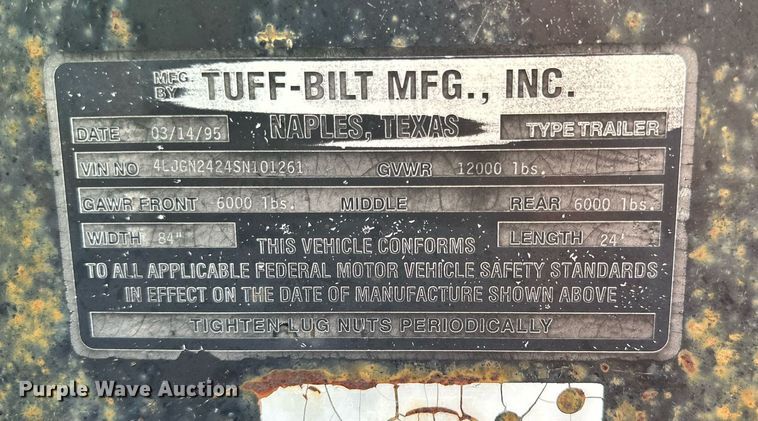 MFG. BY TUFF-BILT MFG., INC.
DATE 03/14/95 NAPLES, TEXAS TYPE TRAILER
VIN NO 4LJGN2424SN101261 GVWR 12000 lbs.
GAWR FRONT 6000 lbs. MIDDLE REAR 6000 lbs.
WIDTH 84" LENGTH 24'
THIS VEHICLE CONFORMS
TO ALL APPLICABLE FEDERAL MOTOR VEHICLE SAFETY STANDARDS
IN EFFECT ON THE DATE OF MANUFACTURE SHOWN ABOVE
TIGHTEN LUG NUTS PERIODICALLY
Purple Wave Auction